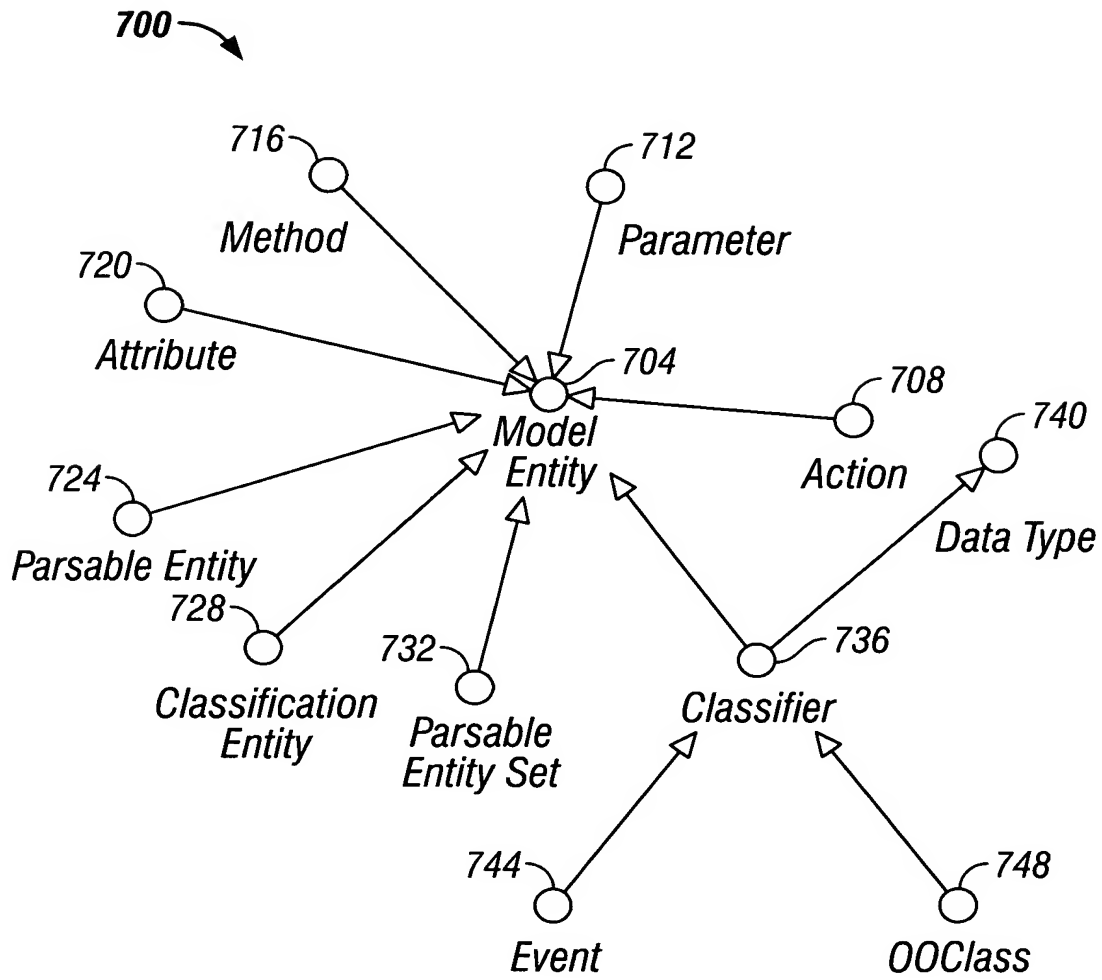 700
716
712
Method
Parameter
720
Attribute
704
708
Model
Entity
740
Action
Data Type
724
Parsable Entity
728
732
736
Classification
Entity
Parsable
Entity Set
Classifier
744
748
Event
OOClass